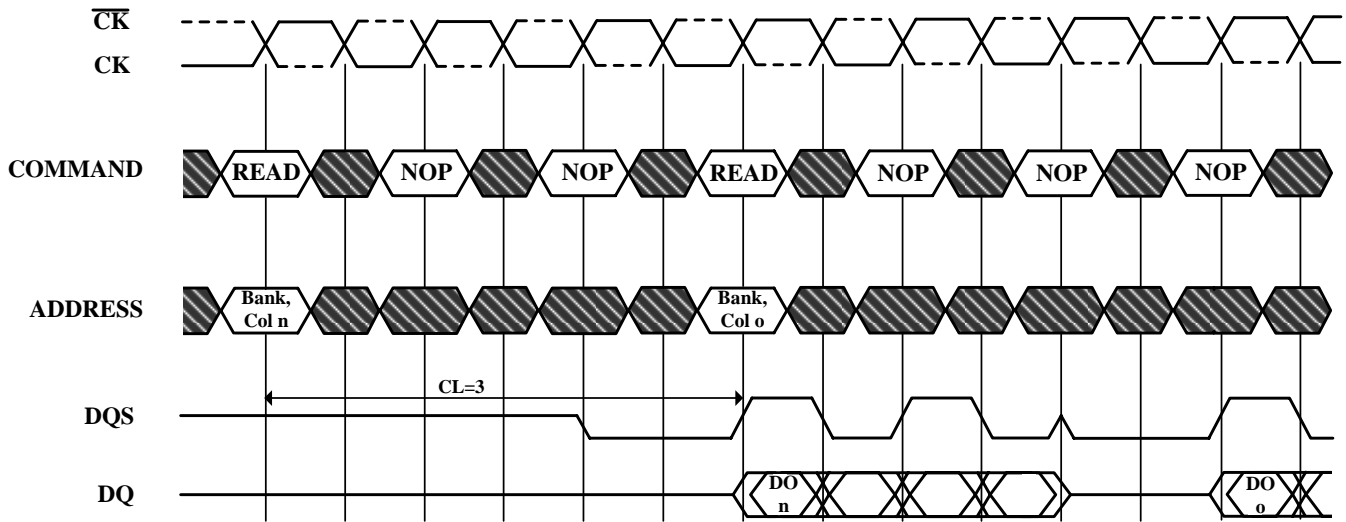 CK
CK
COMMAND READ NOP NOP READ NOP NOP NOP
ADDRESS Bank, Col n Bank, Col o
CL=3
DQS
DQ DO n DO o